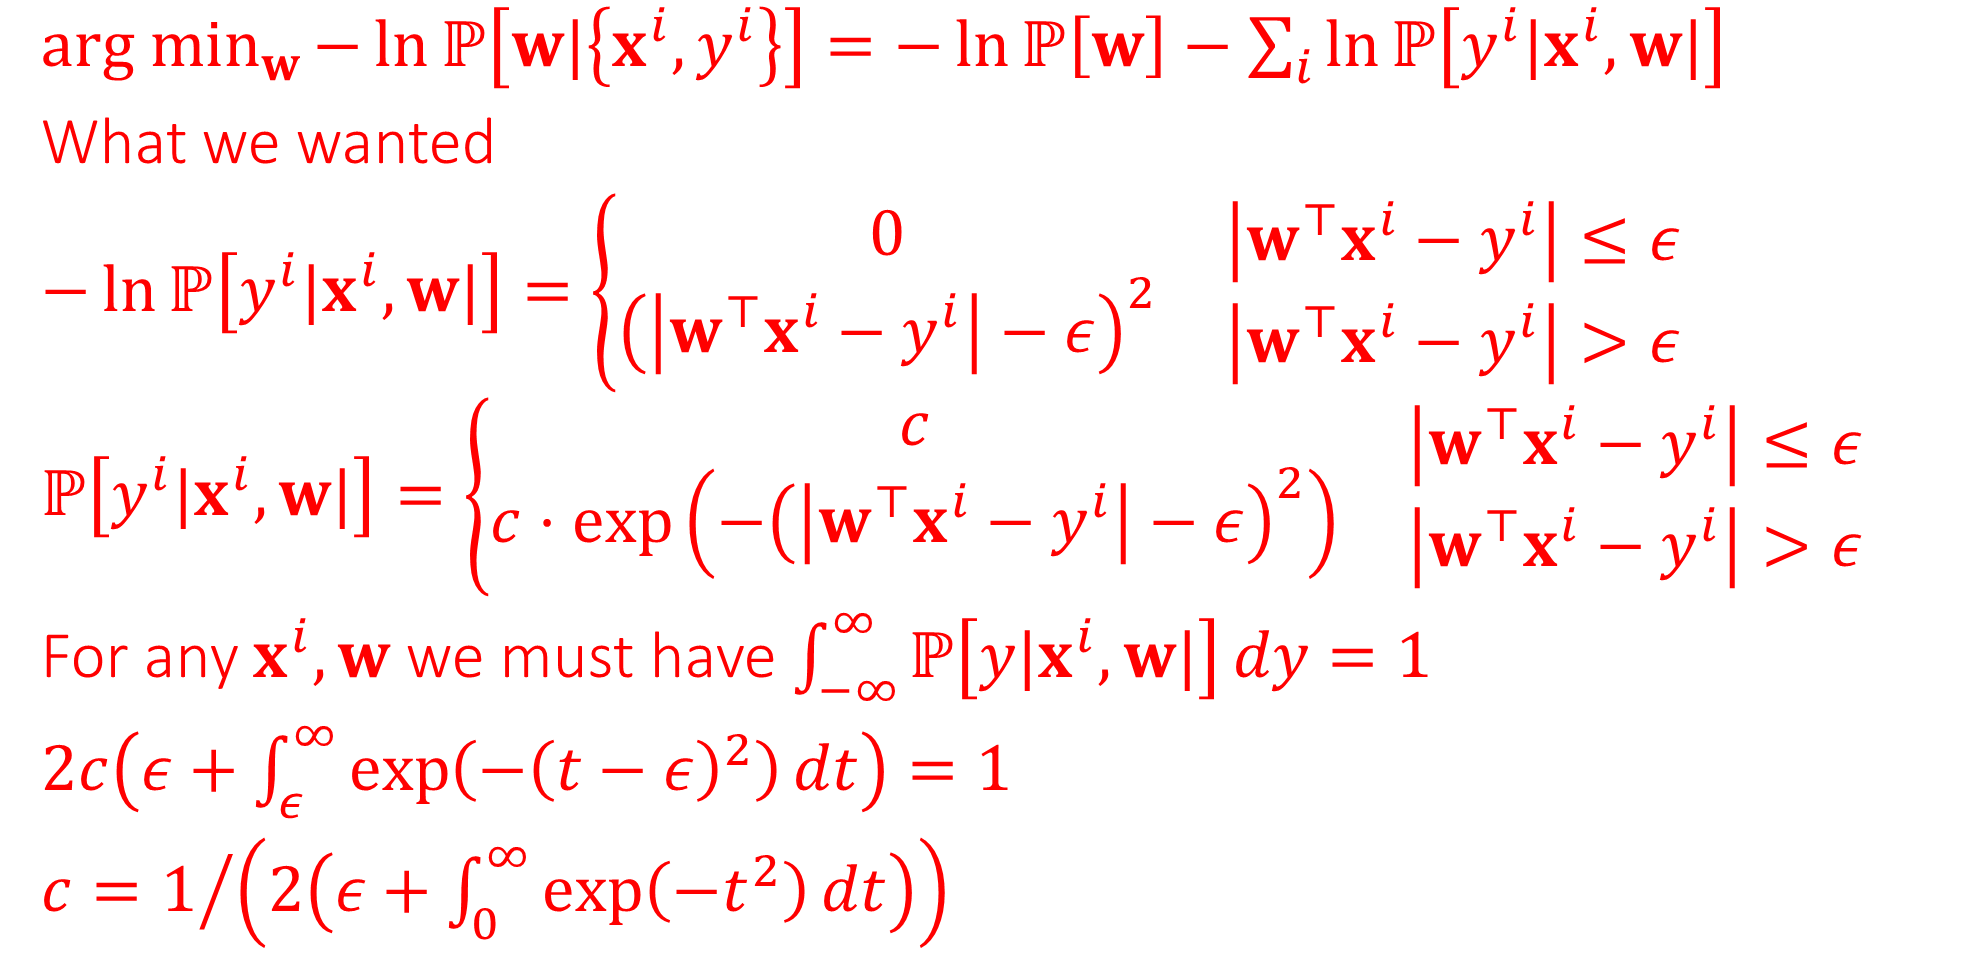 arg min_𝐰 − ln ℙ[𝐰|{𝐱^i, y^i}] = − ln ℙ[𝐰] − ∑_i ln ℙ[y^i|𝐱^i, 𝐰|]
What we wanted
− ln ℙ[y^i|𝐱^i, 𝐰|] = { 0 |𝐰^⊤𝐱^i − y^i| ≤ ϵ
(|𝐰^⊤𝐱^i − y^i| − ϵ)^2 |𝐰^⊤𝐱^i − y^i| > ϵ
ℙ[y^i|𝐱^i, 𝐰|] = { c |𝐰^⊤𝐱^i − y^i| ≤ ϵ
c · exp(−(|𝐰^⊤𝐱^i − y^i| − ϵ)^2) |𝐰^⊤𝐱^i − y^i| > ϵ
For any 𝐱^i, 𝐰 we must have ∫_{−∞}^∞ ℙ[y|𝐱^i, 𝐰|] dy = 1
2c(ϵ + ∫_ϵ^∞ exp(−(t − ϵ)^2) dt) = 1
c = 1/(2(ϵ + ∫_0^∞ exp(−t^2) dt))